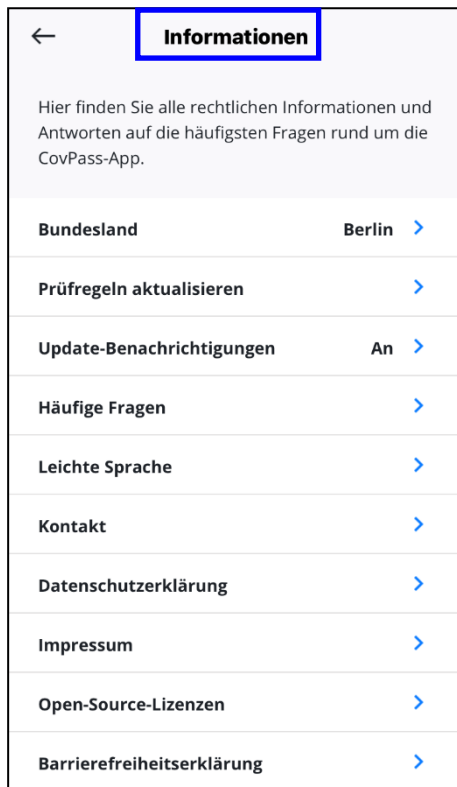 Informationen
Hier finden Sie alle rechtlichen Informationen und
Antworten auf die häufigsten Fragen rund um die
CovPass-App.
Bundesland Berlin
Prüfregeln aktualisieren
Update-Benachrichtigungen An
Häufige Fragen
Leichte Sprache
Kontakt
Datenschutzerklärung
Impressum
Open-Source-Lizenzen
Barrierefreiheitserklärung